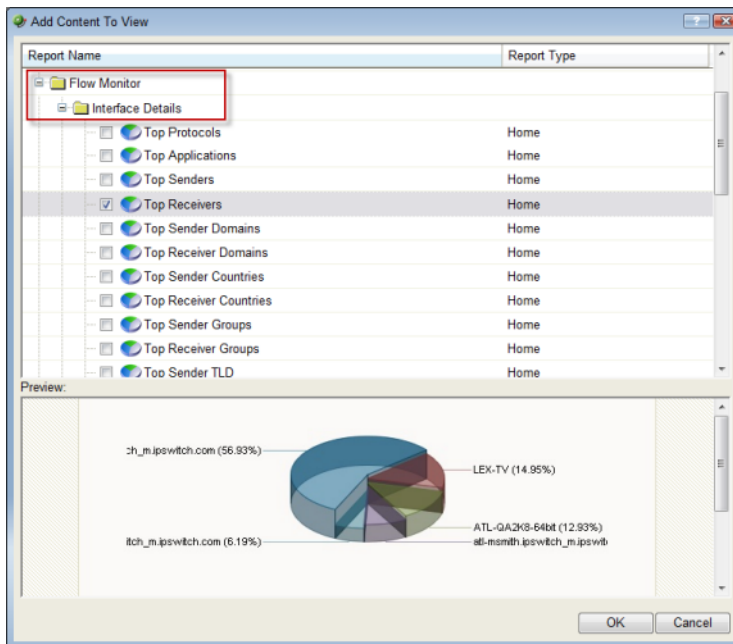 Add Content To View
Report Name Report Type
Flow Monitor
Interface Details
Top Protocols Home
Top Applications Home
Top Senders Home
Top Receivers Home
Top Sender Domains Home
Top Receiver Domains Home
Top Sender Countries Home
Top Receiver Countries Home
Top Sender Groups Home
Top Receiver Groups Home
Top Sender TLD Home
Preview:
ch_m.ipswitch.com (56.93%)
LEX-TV (14.95%)
ATL-QA2K8-64bit (12.93%)
itch_m.ipswitch.com (6.19%)
atl-msmith.ipswitch_m.ipswitc
OK Cancel